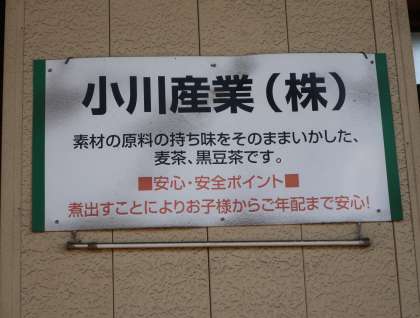 小川産業(株)
素材の原料の持ち味をそのままいかした、
麦茶、黒豆茶です。
■安心・安全ポイント■
煮出すことによりお子様からご年配まで安心!